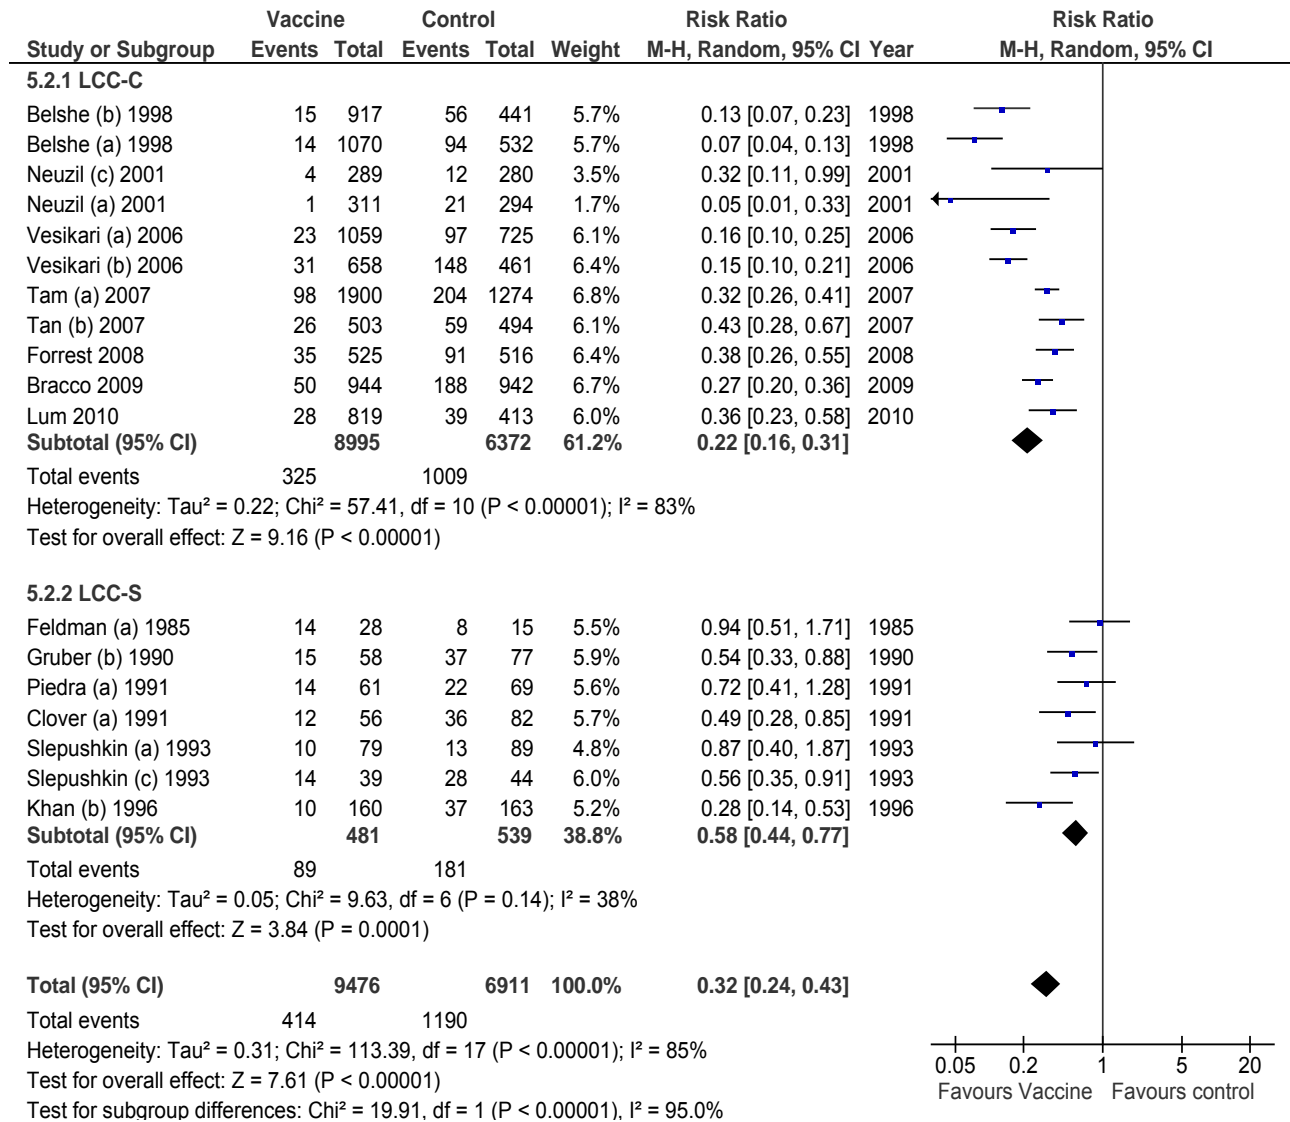 Vaccine Control Risk Ratio Risk Ratio
Study or Subgroup Events Total Events Total Weight M-H, Random, 95% CI Year M-H, Random, 95% CI
5.2.1 LCC-C
Belshe (b) 1998 15 917 56 441 5.7% 0.13 [0.07, 0.23] 1998
Belshe (a) 1998 14 1070 94 532 5.7% 0.07 [0.04, 0.13] 1998
Neuzil (c) 2001 4 289 12 280 3.5% 0.32 [0.11, 0.99] 2001
Neuzil (a) 2001 1 311 21 294 1.7% 0.05 [0.01, 0.33] 2001
Vesikari (a) 2006 23 1059 97 725 6.1% 0.16 [0.10, 0.25] 2006
Vesikari (b) 2006 31 658 148 461 6.4% 0.15 [0.10, 0.21] 2006
Tam (a) 2007 98 1900 204 1274 6.8% 0.32 [0.26, 0.41] 2007
Tan (b) 2007 26 503 59 494 6.1% 0.43 [0.28, 0.67] 2007
Forrest 2008 35 525 91 516 6.4% 0.38 [0.26, 0.55] 2008
Bracco 2009 50 944 188 942 6.7% 0.27 [0.20, 0.36] 2009
Lum 2010 28 819 39 413 6.0% 0.36 [0.23, 0.58] 2010
Subtotal (95% CI) 8995 6372 61.2% 0.22 [0.16, 0.31]
Total events 325 1009
Heterogeneity: Tau² = 0.22; Chi² = 57.41, df = 10 (P < 0.00001); I² = 83%
Test for overall effect: Z = 9.16 (P < 0.00001)
5.2.2 LCC-S
Feldman (a) 1985 14 28 8 15 5.5% 0.94 [0.51, 1.71] 1985
Gruber (b) 1990 15 58 37 77 5.9% 0.54 [0.33, 0.88] 1990
Piedra (a) 1991 14 61 22 69 5.6% 0.72 [0.41, 1.28] 1991
Clover (a) 1991 12 56 36 82 5.7% 0.49 [0.28, 0.85] 1991
Slepushkin (a) 1993 10 79 13 89 4.8% 0.87 [0.40, 1.87] 1993
Slepushkin (c) 1993 14 39 28 44 6.0% 0.56 [0.35, 0.91] 1993
Khan (b) 1996 10 160 37 163 5.2% 0.28 [0.14, 0.53] 1996
Subtotal (95% CI) 481 539 38.8% 0.58 [0.44, 0.77]
Total events 89 181
Heterogeneity: Tau² = 0.05; Chi² = 9.63, df = 6 (P = 0.14); I² = 38%
Test for overall effect: Z = 3.84 (P = 0.0001)
Total (95% CI) 9476 6911 100.0% 0.32 [0.24, 0.43]
Total events 414 1190
Heterogeneity: Tau² = 0.31; Chi² = 113.39, df = 17 (P < 0.00001); I² = 85%
Test for overall effect: Z = 7.61 (P < 0.00001)
Test for subgroup differences: Chi² = 19.91, df = 1 (P < 0.00001), I² = 95.0%
0.05 0.2 1 5 20
Favours Vaccine Favours control